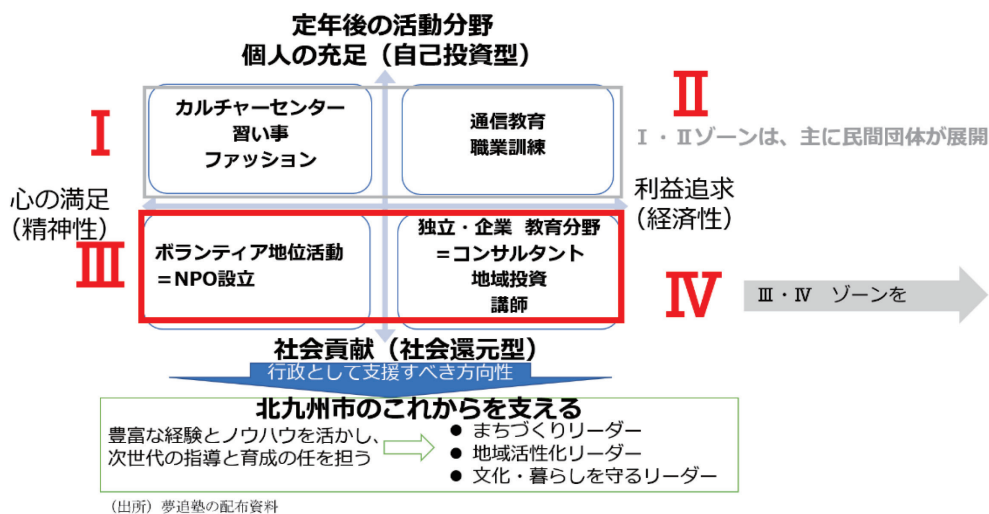 定年後の活動分野
個人の充足（自己投資型）
Ⅰ
カルチャーセンター
習い事
ファッション
通信教育
職業訓練
Ⅱ
Ⅰ・Ⅱゾーンは、主に民間団体が展開
心の満足
（精神性）
利益追求
（経済性）
Ⅲ
ボランティア地位活動
＝NPO設立
独立・企業 教育分野
＝コンサルタント
地域投資
講師
Ⅳ
Ⅲ・Ⅳ ゾーンを
社会貢献（社会還元型）
行政として支援すべき方向性
北九州市のこれからを支える
豊富な経験とノウハウを活かし、
次世代の指導と育成の任を担う
● まちづくりリーダー
● 地域活性化リーダー
● 文化・暮らしを守るリーダー
（出所）夢追塾の配布資料